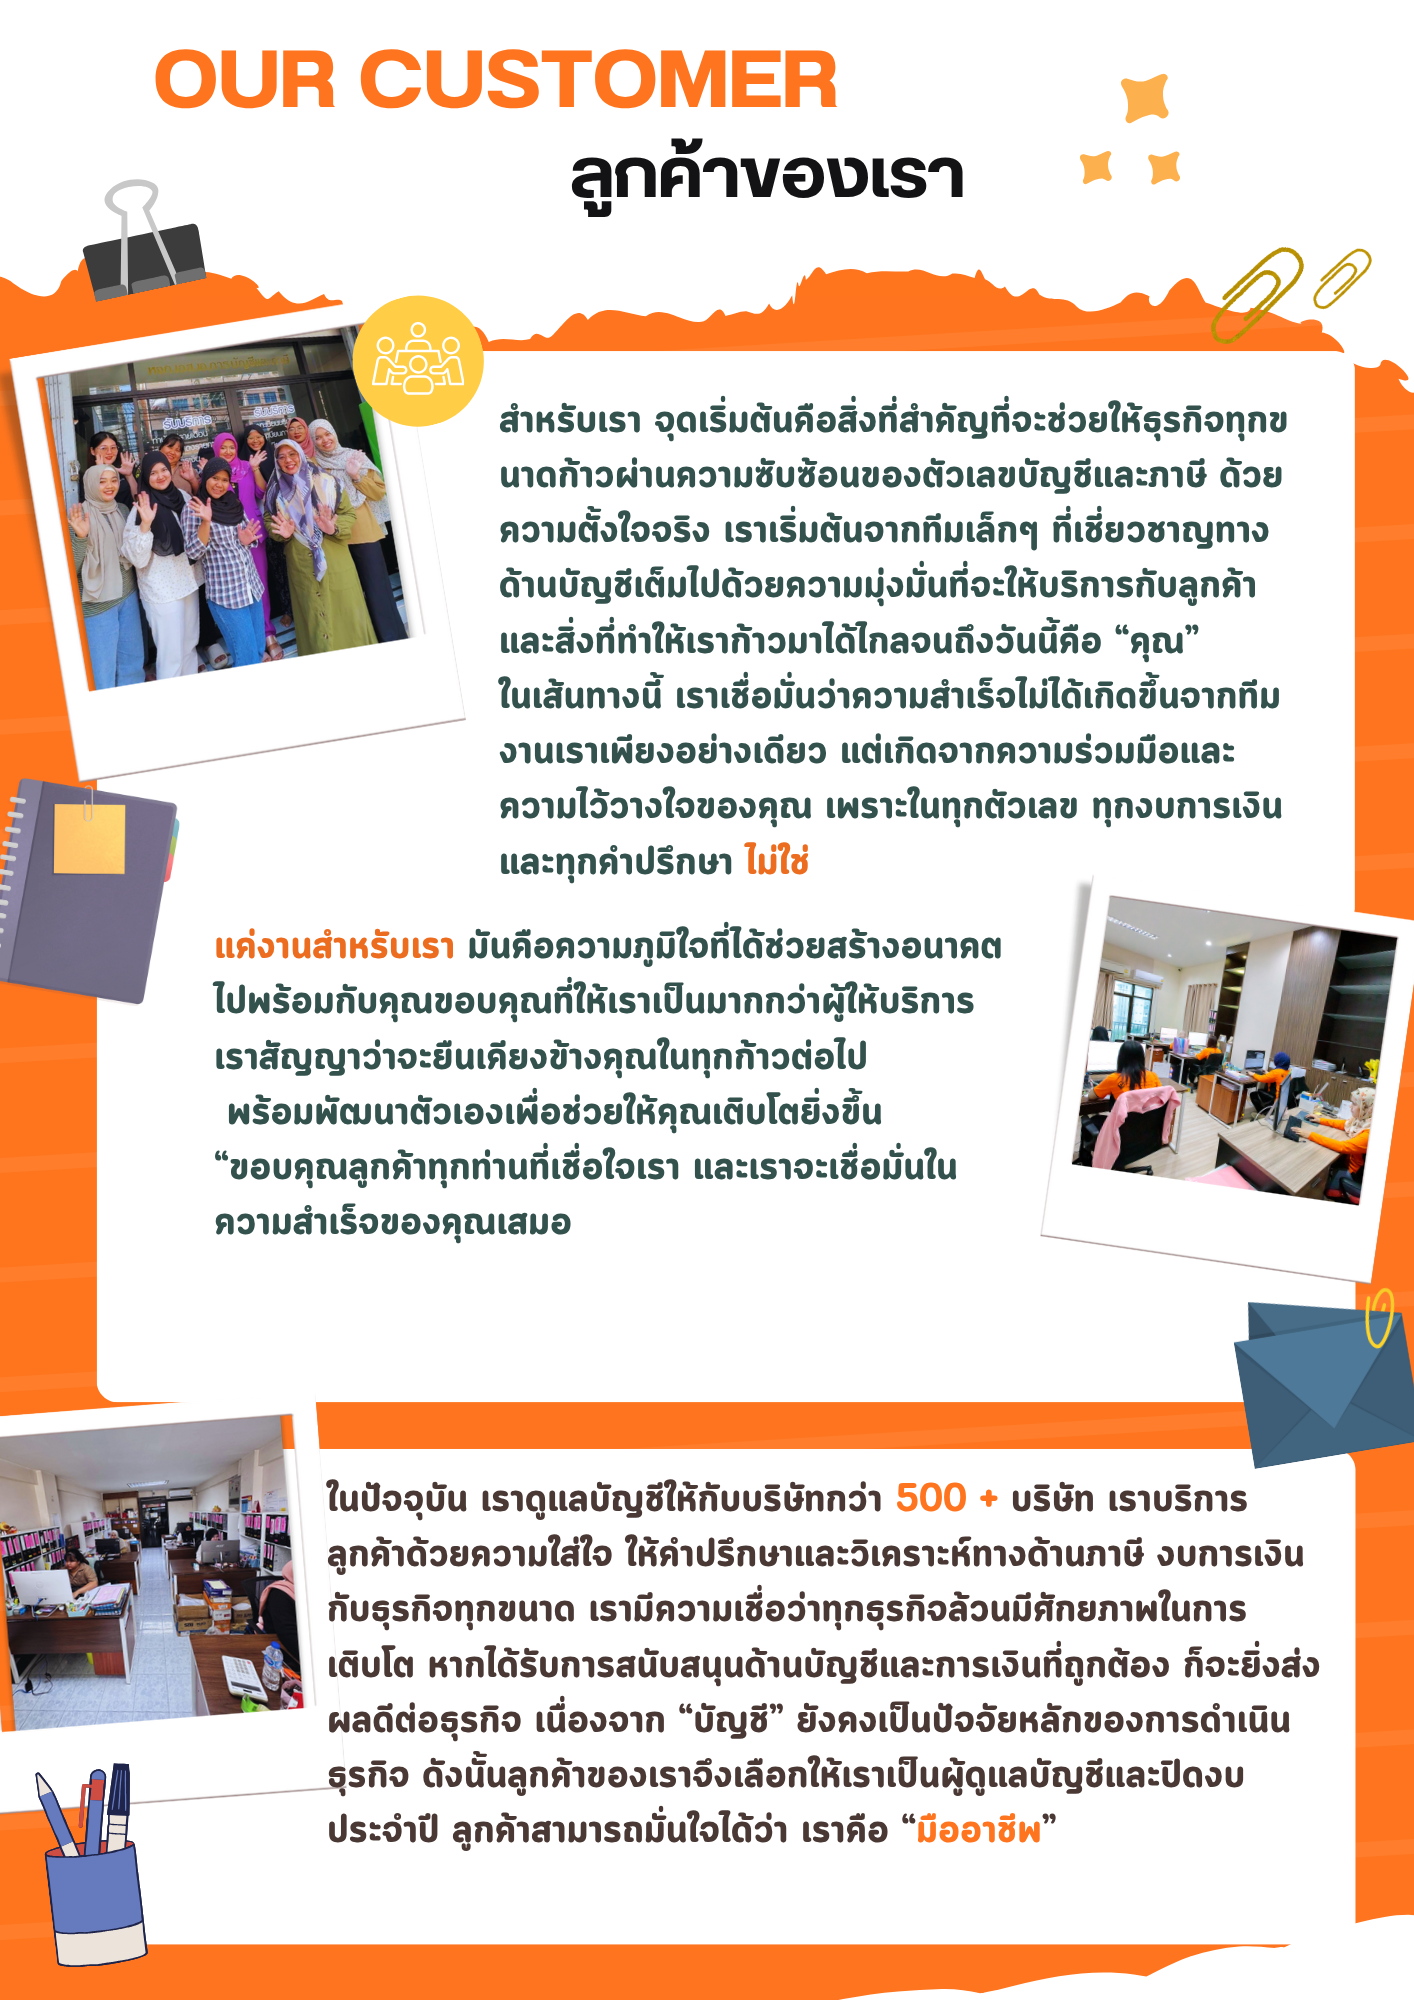 OUR CUSTOMER
ลูกค้าของเรา
รับบริการ
รับบริการ
สำหรับเรา จุดเริ่มต้นคือสิ่งที่สำคัญที่จะช่วยให้ธุรกิจทุกข
นาดก้าวผ่านความซับซ้อนของตัวเลขบัญชีและภาษี ด้วย
ความตั้งใจจริง เราเริ่มต้นจากทีมเล็กๆ ที่เชี่ยวชาญทาง
ด้านบัญชีเต็มไปด้วยความมุ่งมั่นที่จะให้บริการกับลูกค้า
และสิ่งที่ทำให้เราก้าวมาได้ไกลจนถึงวันนี้คือ “คุณ”
ในเส้นทางนี้ เราเชื่อมั่นว่าความสำเร็จไม่ได้เกิดขึ้นจากทีม
งานเราเพียงอย่างเดียว แต่เกิดจากความร่วมมือและ
ความไว้วางใจของคุณ เพราะในทุกตัวเลข ทุกงบการเงิน
และทุกคำปรึกษา ไม่ใช่
แค่งานสำหรับเรา มันคือความภูมิใจที่ได้ช่วยสร้างอนาคต
ไปพร้อมกับคุณขอบคุณที่ให้เราเป็นมากกว่าผู้ให้บริการ
เราสัญญาว่าจะยืนเคียงข้างคุณในทุกก้าวต่อไป
พร้อมพัฒนาตัวเองเพื่อช่วยให้คุณเติบโตยิ่งขึ้น
“ขอบคุณลูกค้าทุกท่านที่เชื่อใจเรา และเราจะเชื่อมั่นใน
ความสำเร็จของคุณเสมอ
ในปัจจุบัน เราดูแลบัญชีให้กับบริษัทกว่า 500 + บริษัท เราบริการ
ลูกค้าด้วยความใส่ใจ ให้คำปรึกษาและวิเคราะห์ทางด้านภาษี งบการเงิน
กับธุรกิจทุกขนาด เรามีความเชื่อว่าทุกธุรกิจล้วนมีศักยภาพในการ
เติบโต หากได้รับการสนับสนุนด้านบัญชีและการเงินที่ถูกต้อง ก็จะยิ่งส่ง
ผลดีต่อธุรกิจ เนื่องจาก “บัญชี” ยังคงเป็นปัจจัยหลักของการดำเนิน
ธุรกิจ ดังนั้นลูกค้าของเราจึงเลือกให้เราเป็นผู้ดูแลบัญชีและปิดงบ
ประจำปี ลูกค้าสามารถมั่นใจได้ว่า เราคือ “มืออาชีพ”